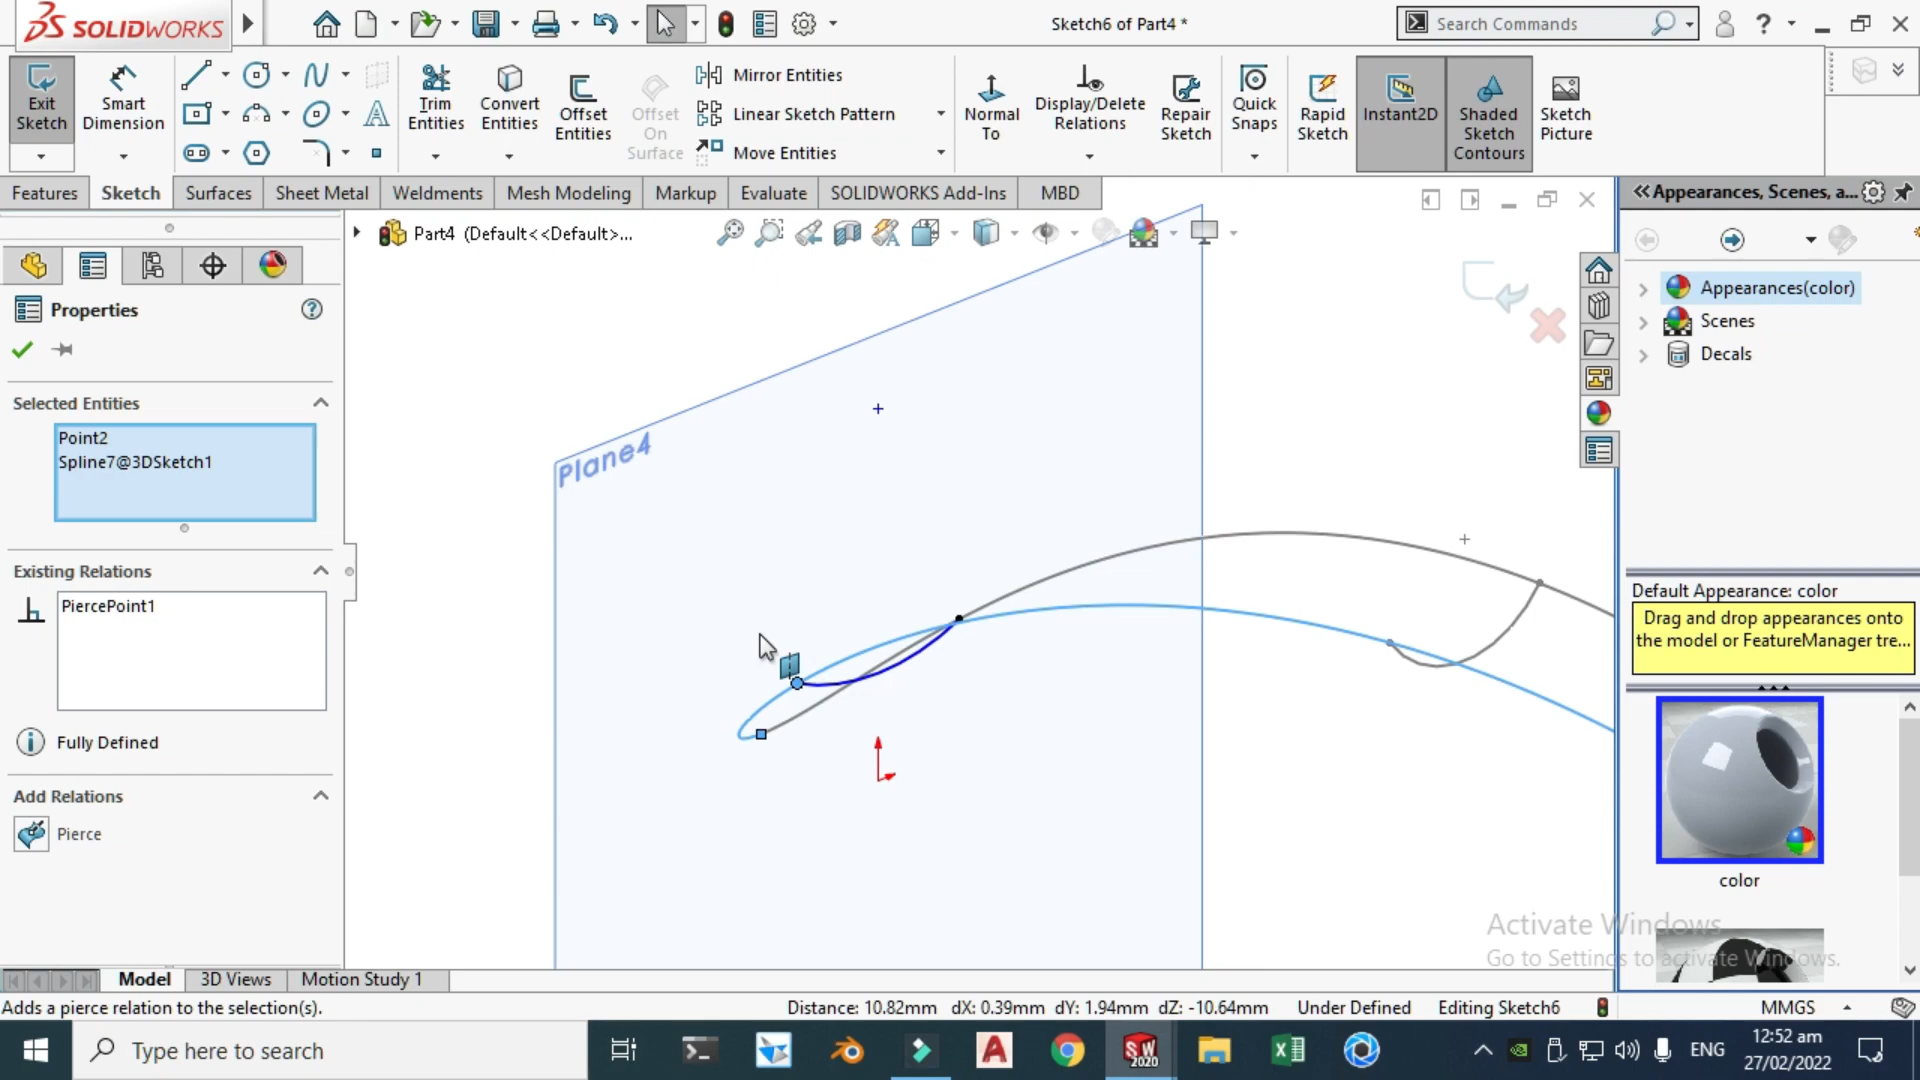 SOLIDWORKS
Sketch6 of Part4 *
Search Commands
Exit Sketch
Smart Dimension
Trim Entities
Convert Entities
Offset Entities
Offset On Surface
Mirror Entities
Linear Sketch Pattern
Move Entities
Normal To
Display/Delete Relations
Repair Sketch
Quick Snaps
Rapid Sketch
Instant2D
Shaded Sketch Contours
Sketch Picture
Features
Sketch
Surfaces
Sheet Metal
Weldments
Mesh Modeling
Markup
Evaluate
SOLIDWORKS Add-Ins
MBD
Part4 (Default<<Default>...
Properties
Selected Entities
Point2
Spline7@3DSketch1
Existing Relations
PiercePoint1
Fully Defined
Add Relations
Pierce
Plane4
Appearances, Scenes, a...
Appearances(color)
Scenes
Decals
Default Appearance: color
Drag and drop appearances onto
the model or FeatureManager tre...
color
Activate Windows
Go to Settings to activate Windows.
Model
3D Views
Motion Study 1
Adds a pierce relation to the selection(s).
Distance: 10.82mm dX: 0.39mm dY: 1.94mm dZ: -10.64mm
Under Defined
Editing Sketch6
MMGS
Type here to search
SW
2020
ENG
12:52 am
27/02/2022